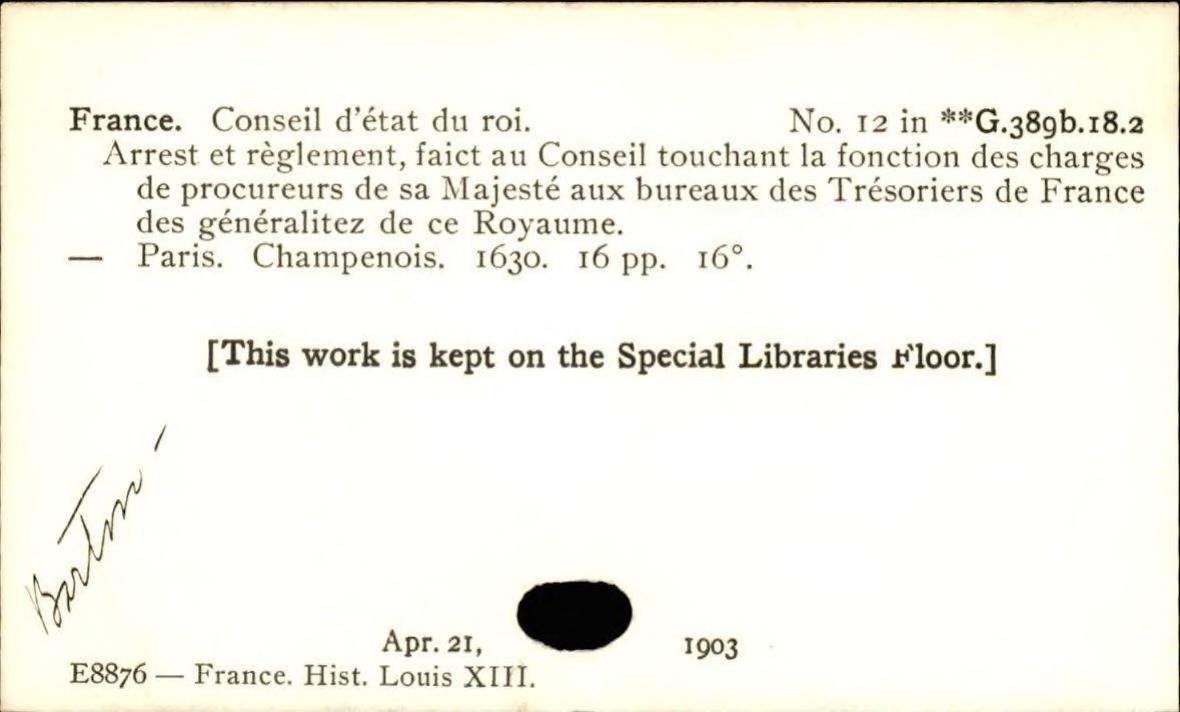 France. Conseil d'état du roi. No. 12 in **G.389b.18.2
Arrest et règlement, faict au Conseil touchant la fonction des charges
de procureurs de sa Majesté aux bureaux des Trésoriers de France
des généralitez de ce Royaume.
— Paris. Champenois. 1630. 16 pp. 16°.
[This work is kept on the Special Libraries Floor.]
Barton –
Apr. 21, 1903
E8876 — France. Hist. Louis XIII.